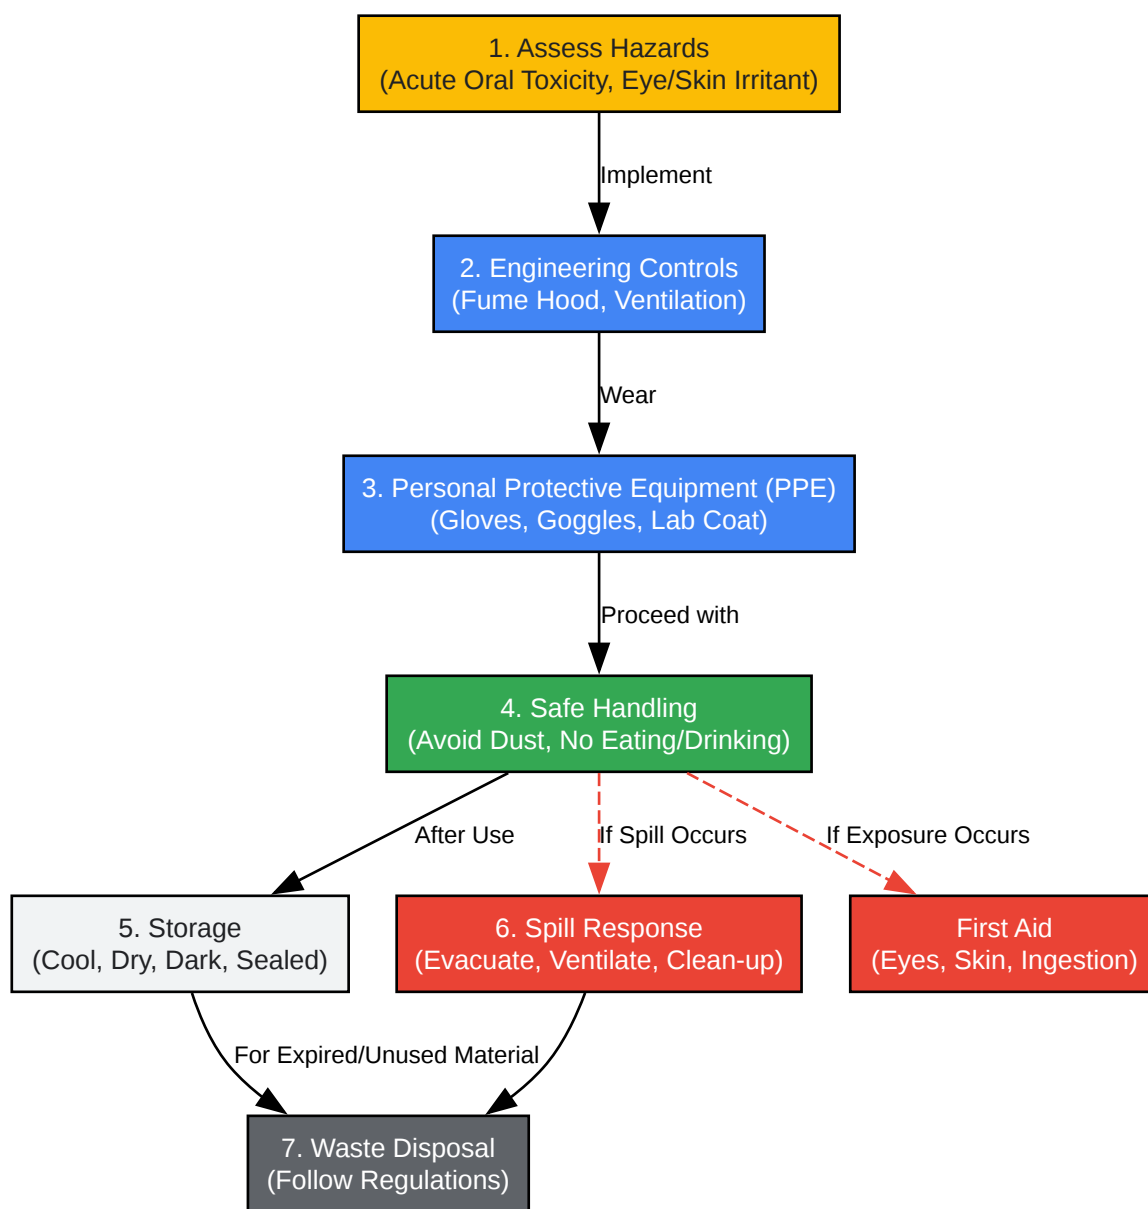 1. Assess Hazards
(Acute Oral Toxicity, Eye/Skin Irritant)
Implement
2. Engineering Controls
(Fume Hood, Ventilation)
Wear
3. Personal Protective Equipment (PPE)
(Gloves, Goggles, Lab Coat)
Proceed with
4. Safe Handling
(Avoid Dust, No Eating/Drinking)
After Use
If Spill Occurs
If Exposure Occurs
5. Storage
(Cool, Dry, Dark, Sealed)
6. Spill Response
(Evacuate, Ventilate, Clean-up)
First Aid
(Eyes, Skin, Ingestion)
For Expired/Unused Material
7. Waste Disposal
(Follow Regulations)